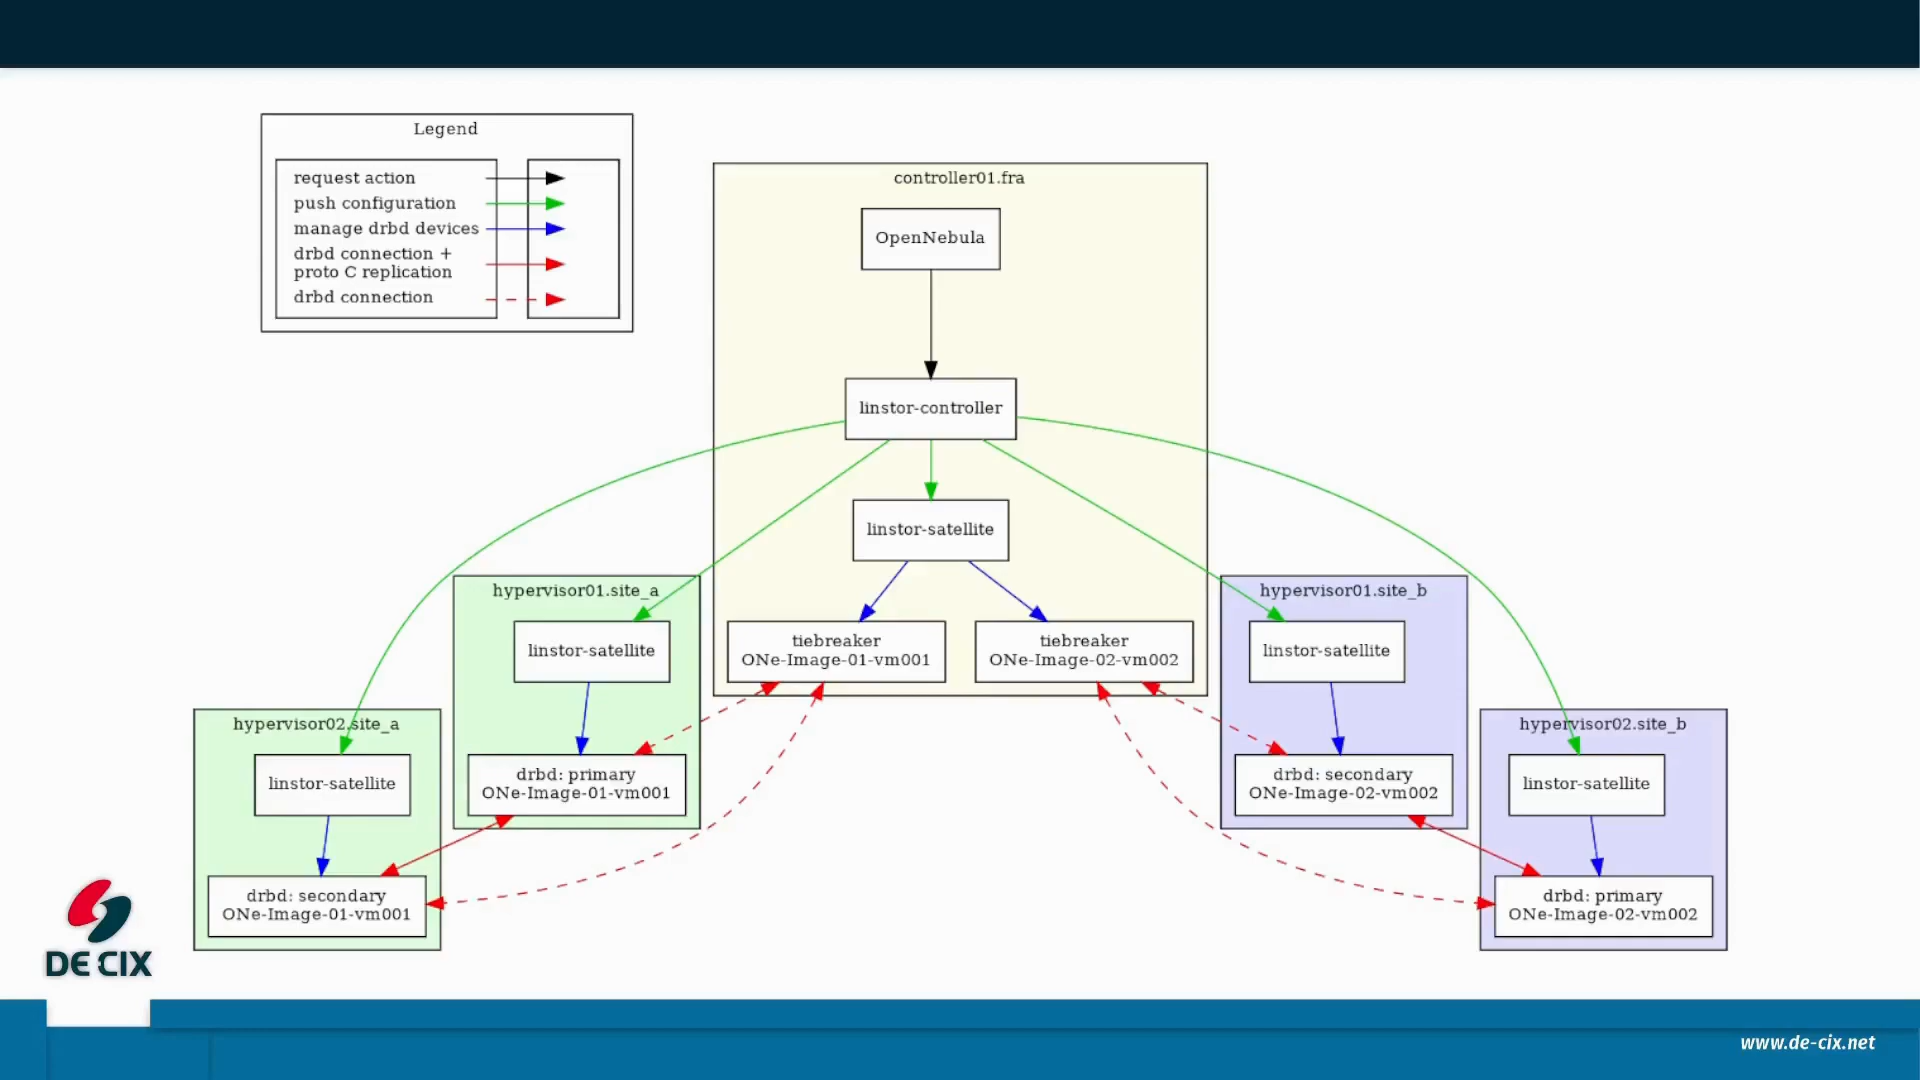 Legend
request action
push configuration
manage drbd devices
drbd connection +
proto C replication
drbd connection
controller01.fra
OpenNebula
linstor-controller
linstor-satellite
tiebreaker
ONe-Image-01-vm001
tiebreaker
ONe-Image-02-vm002
hypervisor01.site_a
linstor-satellite
drbd: primary
ONe-Image-01-vm001
hypervisor02.site_a
linstor-satellite
drbd: secondary
ONe-Image-01-vm001
hypervisor01.site_b
linstor-satellite
drbd: secondary
ONe-Image-02-vm002
hypervisor02.site_b
linstor-satellite
drbd: primary
ONe-Image-02-vm002
DE CIX
www.de-cix.net